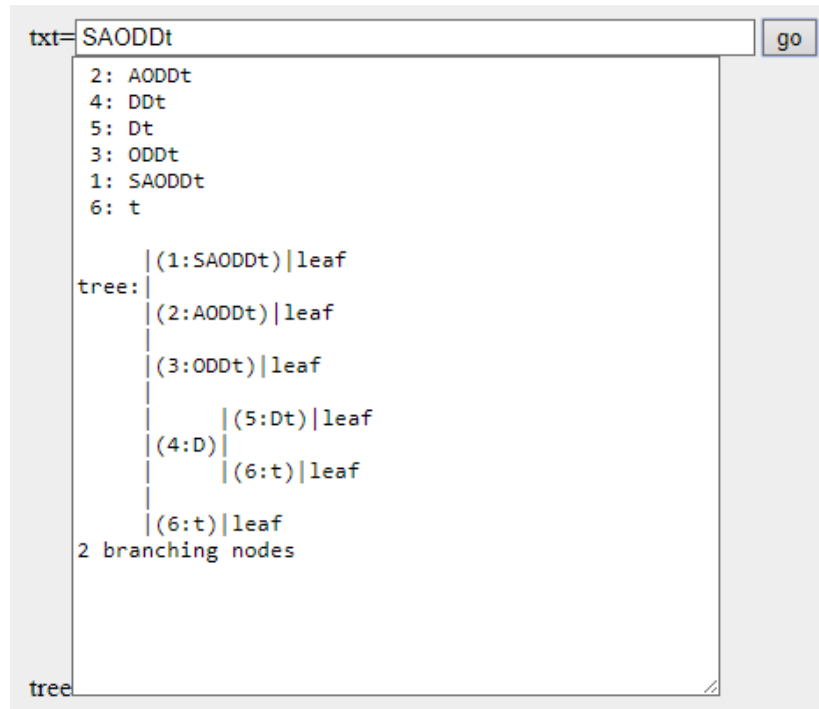 txt=SAODDt go
2: AODDt
4: DDt
5: Dt
3: ODDt
1: SAODDt
6: t
|(1:SAODDt)|leaf
tree:|
|(2:AODDt)|leaf
|
|(3:ODDt)|leaf
|
|     |(5:Dt)|leaf
|(4:D)|
|     |(6:t)|leaf
|
|(6:t)|leaf
2 branching nodes
tree